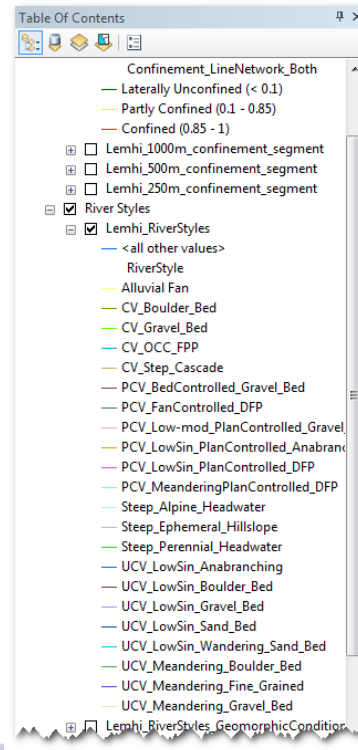 Table Of Contents
Confinement_LineNetwork_Both
Laterally Unconfined (< 0.1)
Partly Confined (0.1 - 0.85)
Confined (0.85 - 1)
Lemhi_1000m_confinement_segment
Lemhi_500m_confinement_segment
Lemhi_250m_confinement_segment
River Styles
Lemhi_RiverStyles
<all other values>
RiverStyle
Alluvial Fan
CV_Boulder_Bed
CV_Gravel_Bed
CV_OCC_FPP
CV_Step_Cascade
PCV_BedControlled_Gravel_Bed
PCV_FanControlled_DFP
PCV_Low-mod_PlanControlled_Gravel_
PCV_LowSin_PlanControlled_Anabranc
PCV_LowSin_PlanControlled_DFP
PCV_MeanderingPlanControlled_DFP
Steep_Alpine_Headwater
Steep_Ephemeral_Hillslope
Steep_Perennial_Headwater
UCV_LowSin_Anabranching
UCV_LowSin_Boulder_Bed
UCV_LowSin_Gravel_Bed
UCV_LowSin_Sand_Bed
UCV_LowSin_Wandering_Sand_Bed
UCV_Meandering_Boulder_Bed
UCV_Meandering_Fine_Grained
UCV_Meandering_Gravel_Bed
Lemhi_RiverStyles_GeomorphicCondition